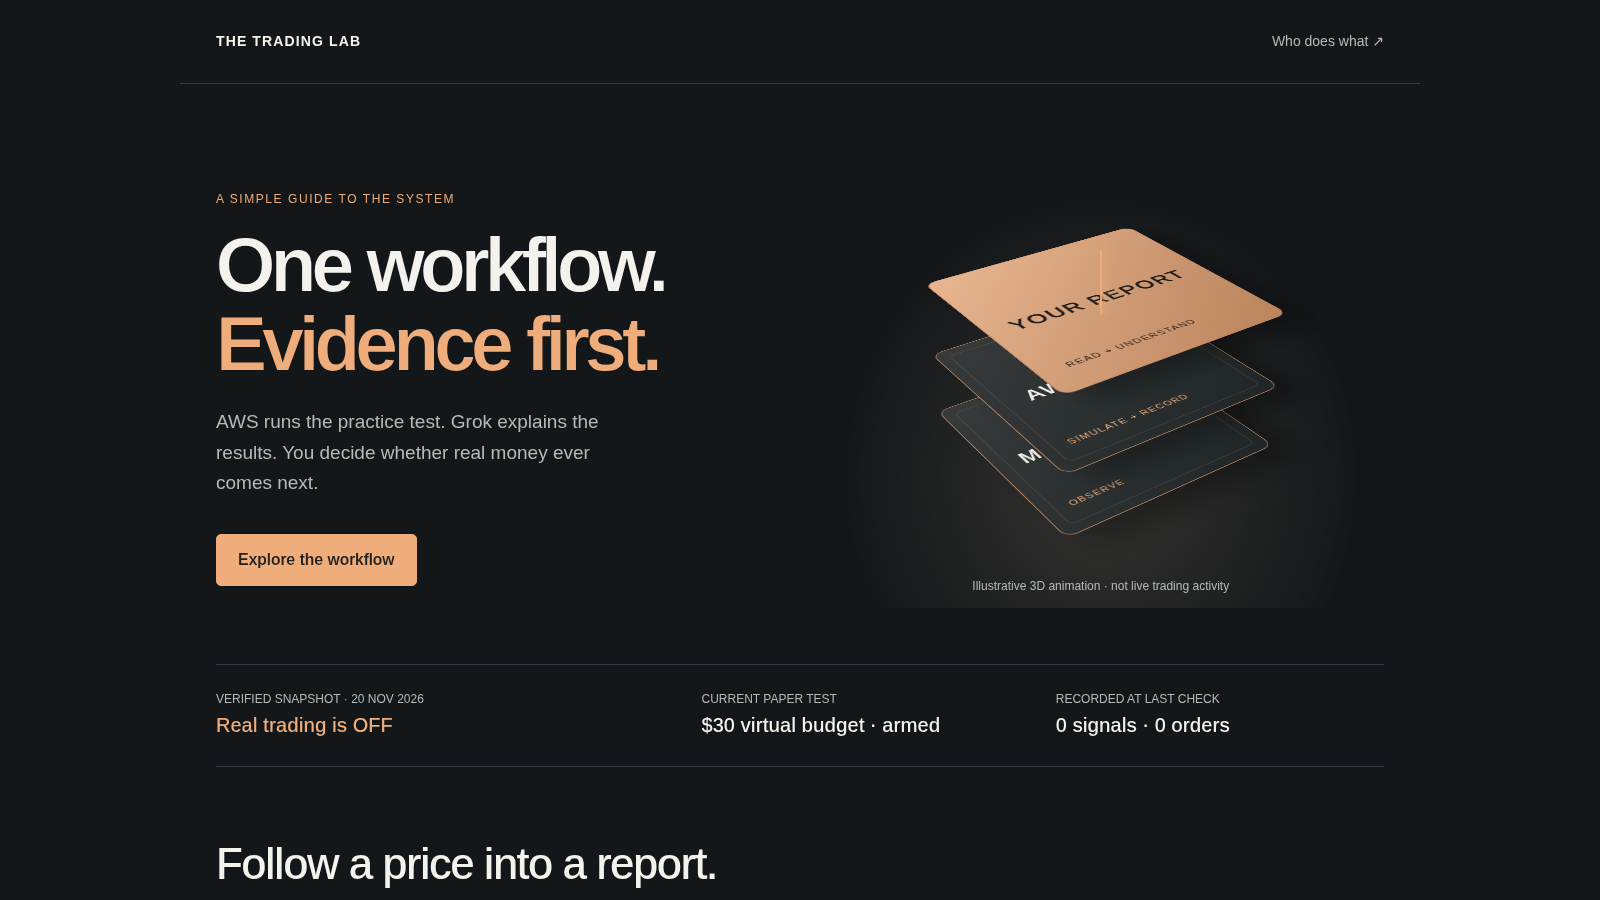 THE TRADING LAB
Who does what ↗
A SIMPLE GUIDE TO THE SYSTEM
One workflow.
Evidence first.
AWS runs the practice test. Grok explains the
results. You decide whether real money ever
comes next.
Explore the workflow
YOUR REPORT
READ + UNDERSTAND
SIMULATE + RECORD
OBSERVE
Illustrative 3D animation · not live trading activity
VERIFIED SNAPSHOT · 20 NOV 2026
Real trading is OFF
CURRENT PAPER TEST
$30 virtual budget · armed
RECORDED AT LAST CHECK
0 signals · 0 orders
Follow a price into a report.